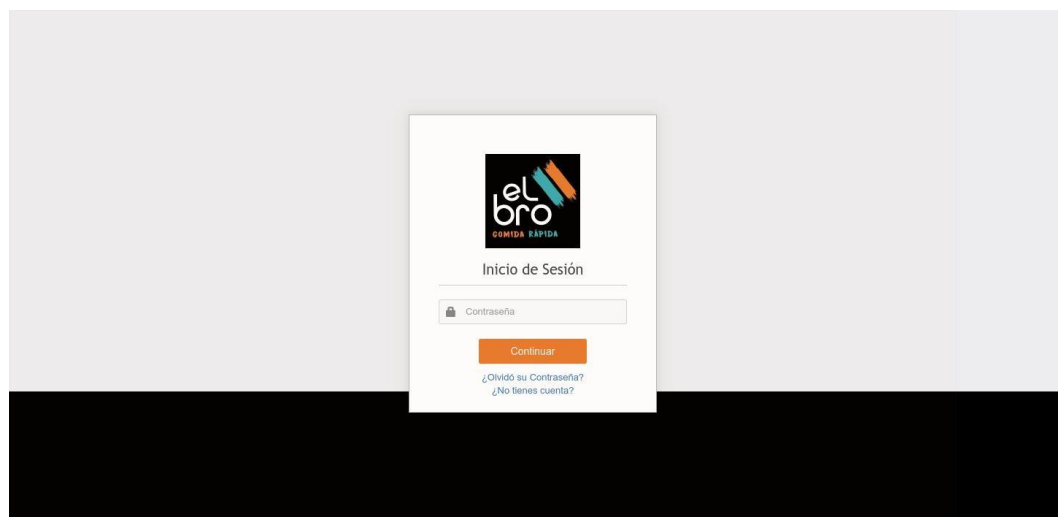 el
bro
COMIDA RÁPIDA
Inicio de Sesión
Contraseña
Continuar
¿Olvidó su Contraseña?
¿No tienes cuenta?